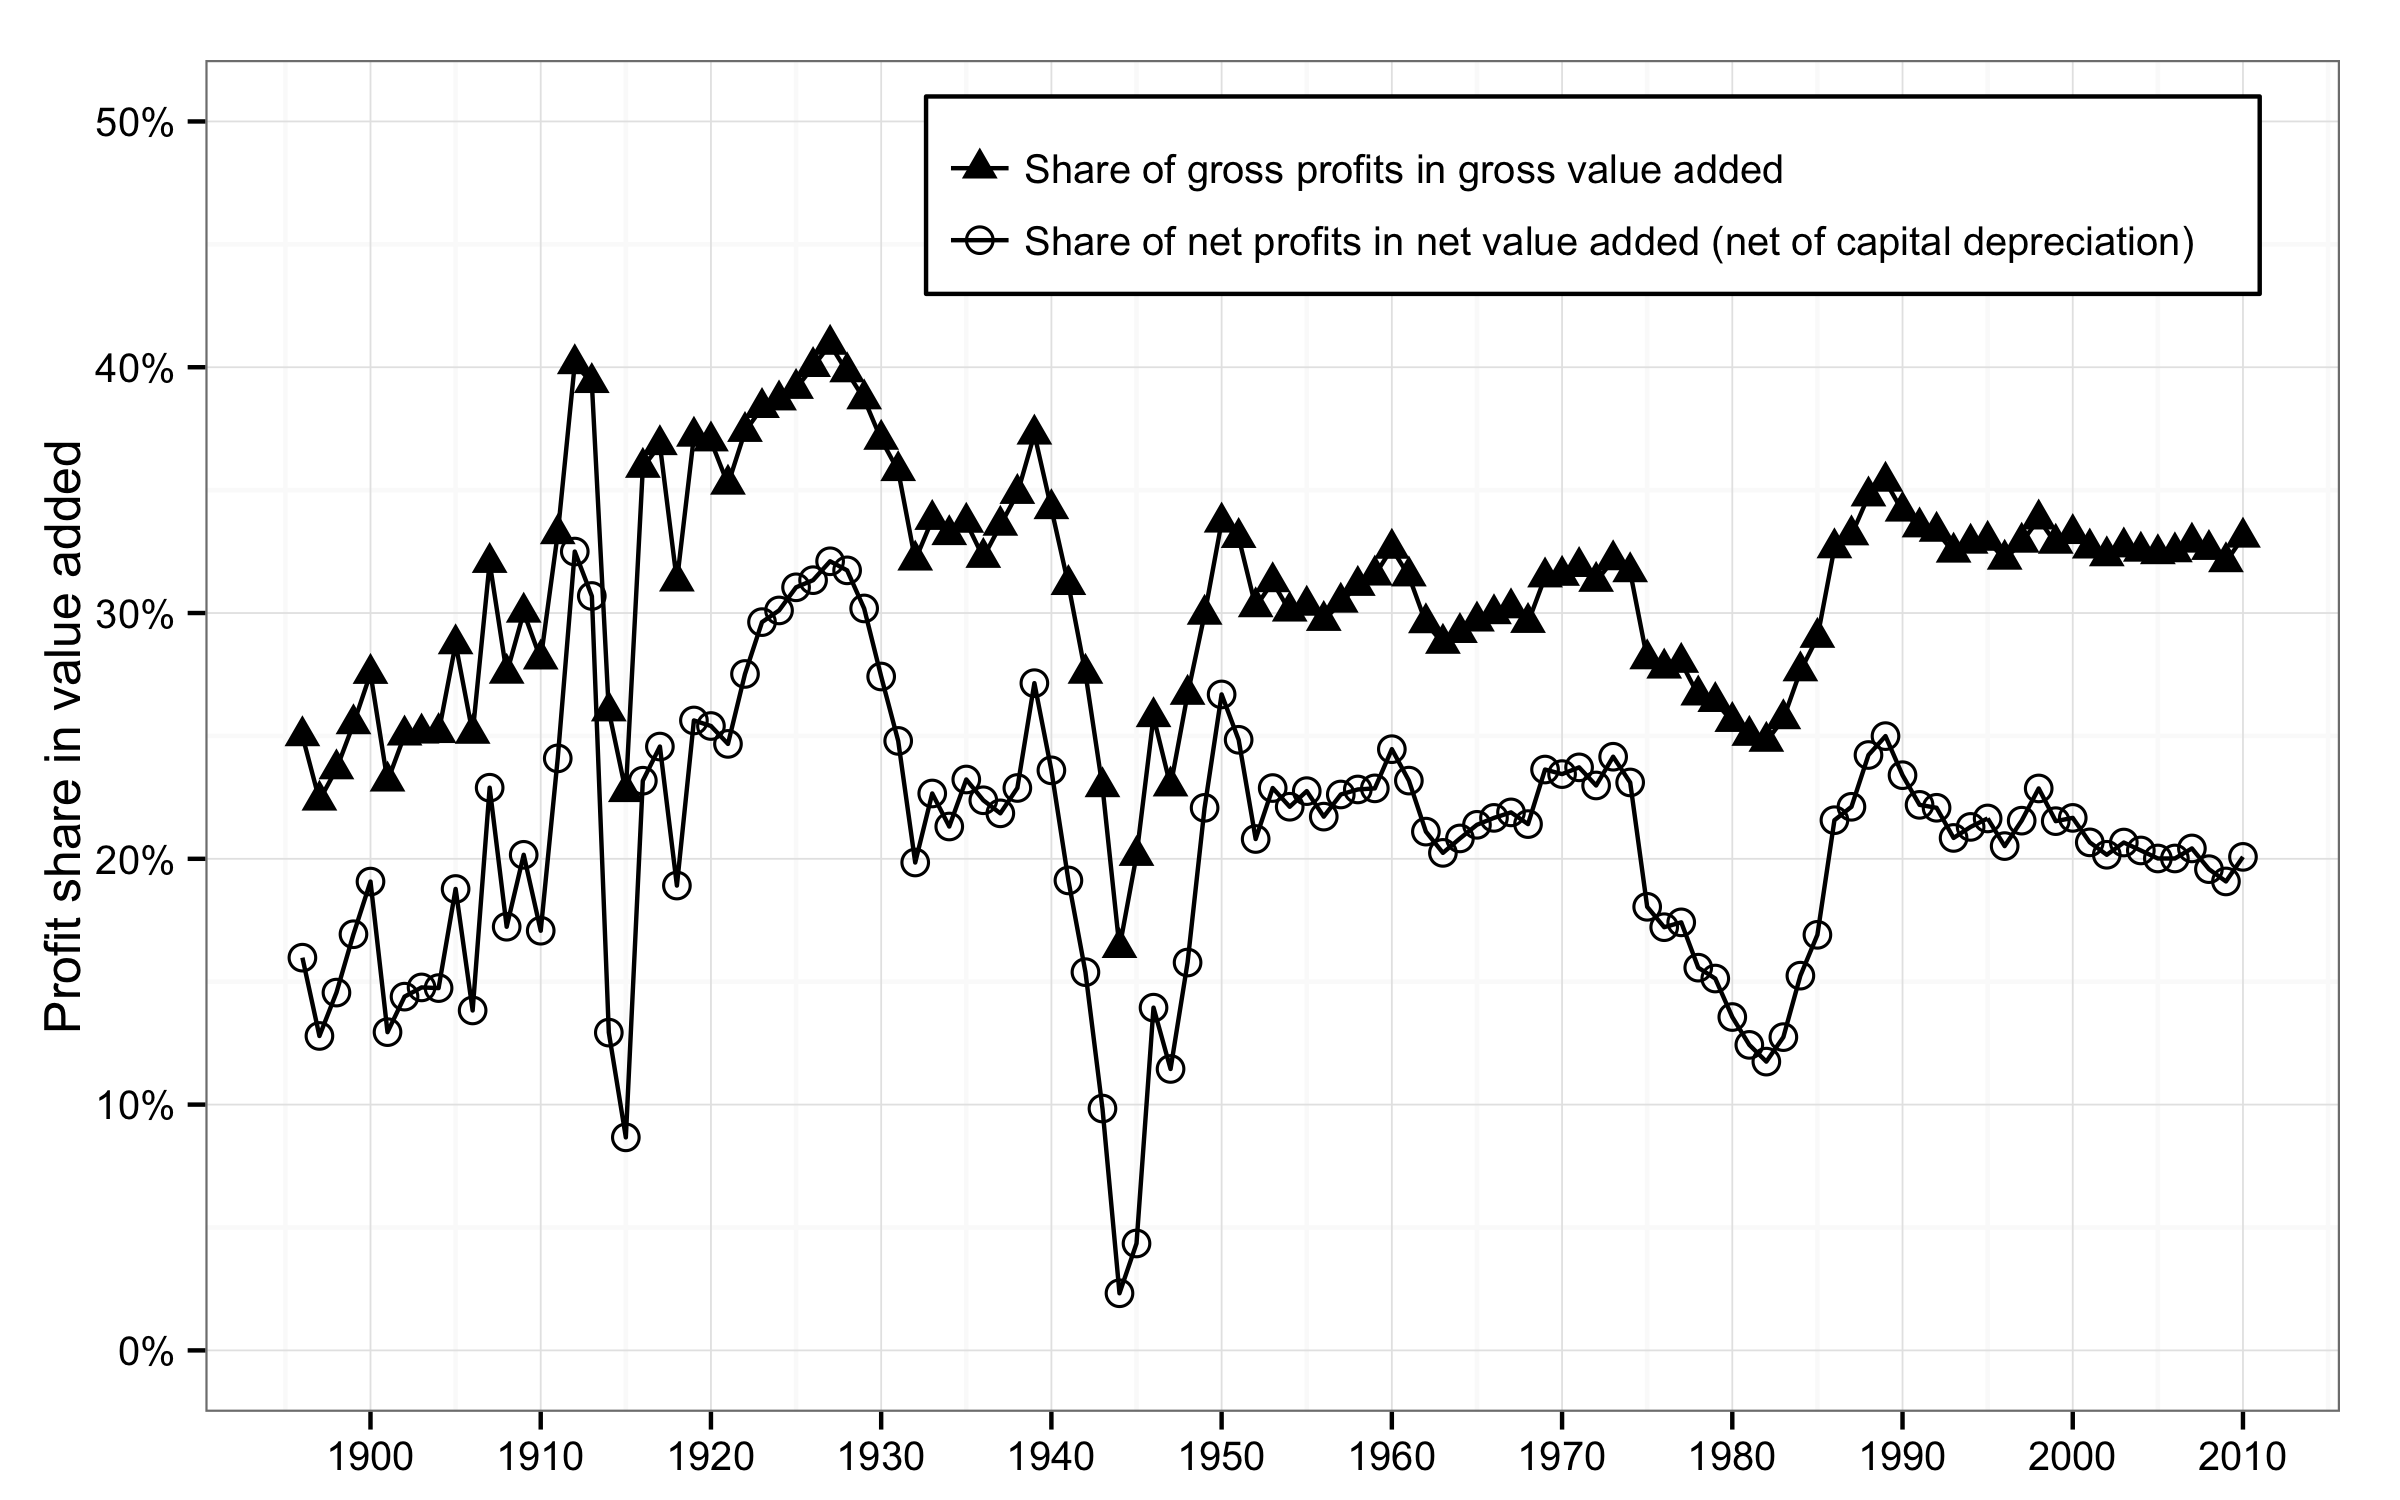 Share of gross profits in gross value added
Share of net profits in net value added (net of capital depreciation)
Profit share in value added
50%
40%
30%
20%
10%
0%
1900 1910 1920 1930 1940 1950 1960 1970 1980 1990 2000 2010